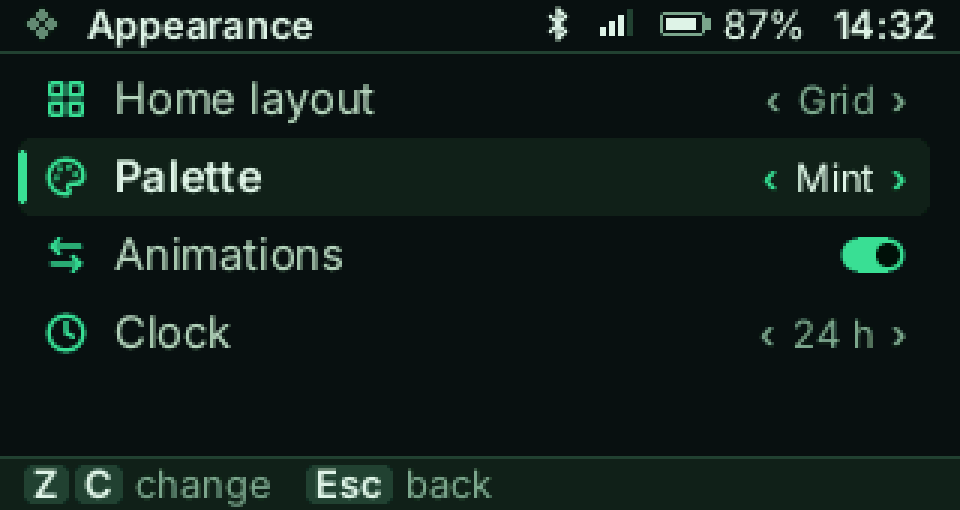 Appearance 87% 14:32
Home layout ‹ Grid ›
Palette ‹ Mint ›
Animations
Clock ‹ 24 h ›
Z C change Esc back